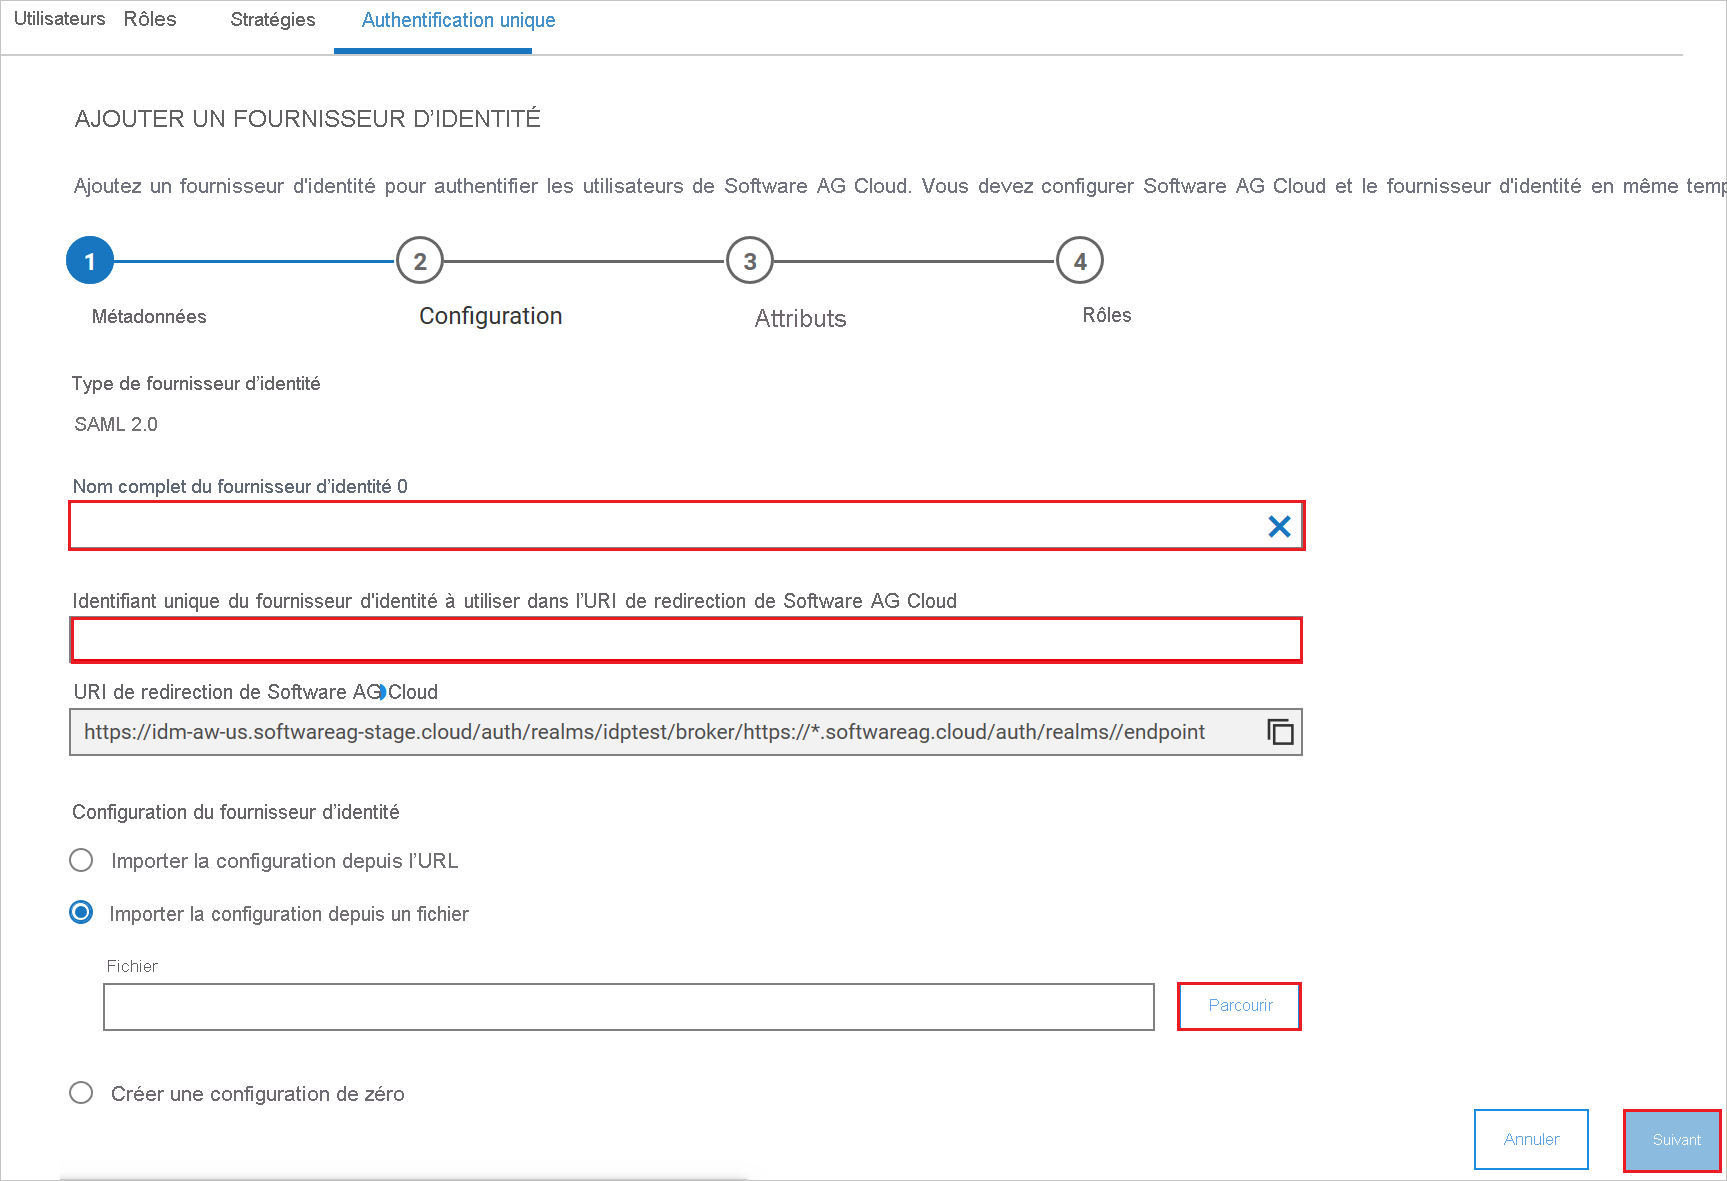 Utilisateurs Rôles Stratégies Authentification unique
AJOUTER UN FOURNISSEUR D’IDENTITÉ
Ajoutez un fournisseur d'identité pour authentifier les utilisateurs de Software AG Cloud. Vous devez configurer Software AG Cloud et le fournisseur d'identité en même temp
1 2 3 4
Métadonnées Configuration Attributs Rôles
Type de fournisseur d’identité
SAML 2.0
Nom complet du fournisseur d’identité 0
Identifiant unique du fournisseur d'identité à utiliser dans l’URI de redirection de Software AG Cloud
URI de redirection de Software AG Cloud
https://idm-aw-us.softwareag-stage.cloud/auth/realms/idptest/broker/https://*.softwareag.cloud/auth/realms//endpoint
Configuration du fournisseur d’identité
Importer la configuration depuis l’URL
Importer la configuration depuis un fichier
Fichier
Parcourir
Créer une configuration de zéro
Annuler Suivant